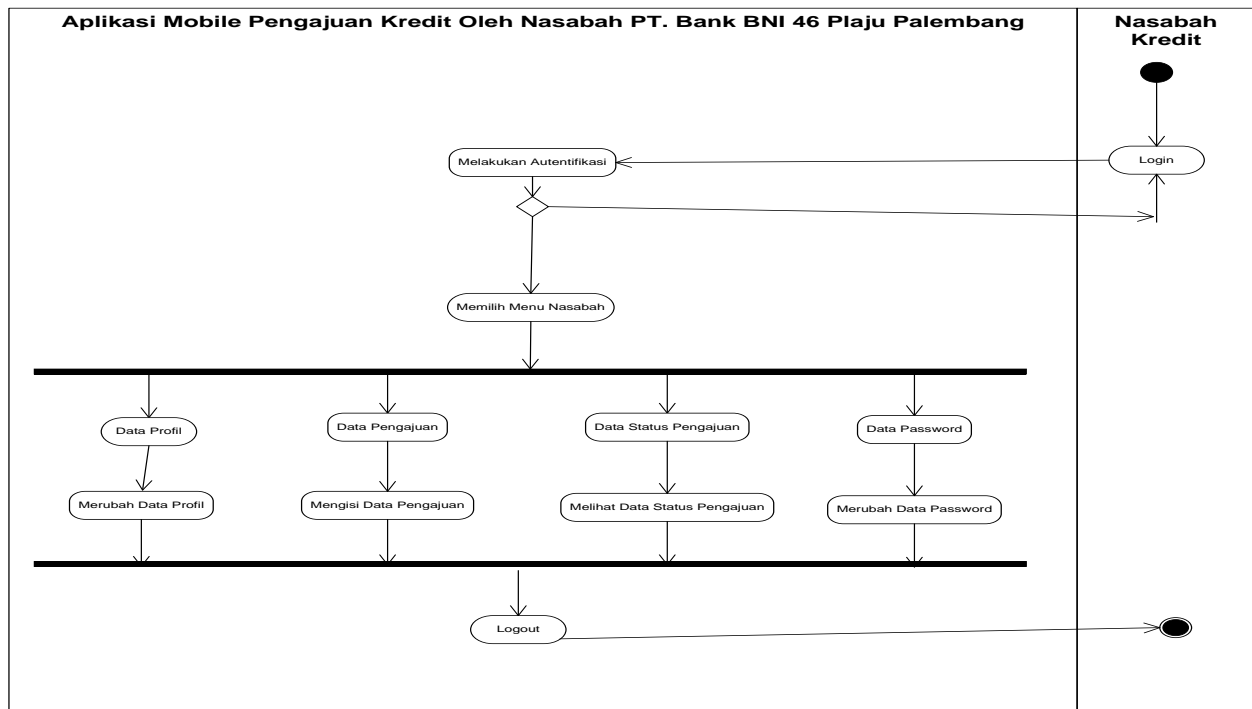 Aplikasi Mobile Pengajuan Kredit Oleh Nasabah PT. Bank BNI 46 Plaju Palembang
Nasabah
Kredit
Login
Melakukan Autentifikasi
Memilih Menu Nasabah
Data Profil
Data Pengajuan
Data Status Pengajuan
Data Password
Merubah Data Profil
Mengisi Data Pengajuan
Melihat Data Status Pengajuan
Merubah Data Password
Logout